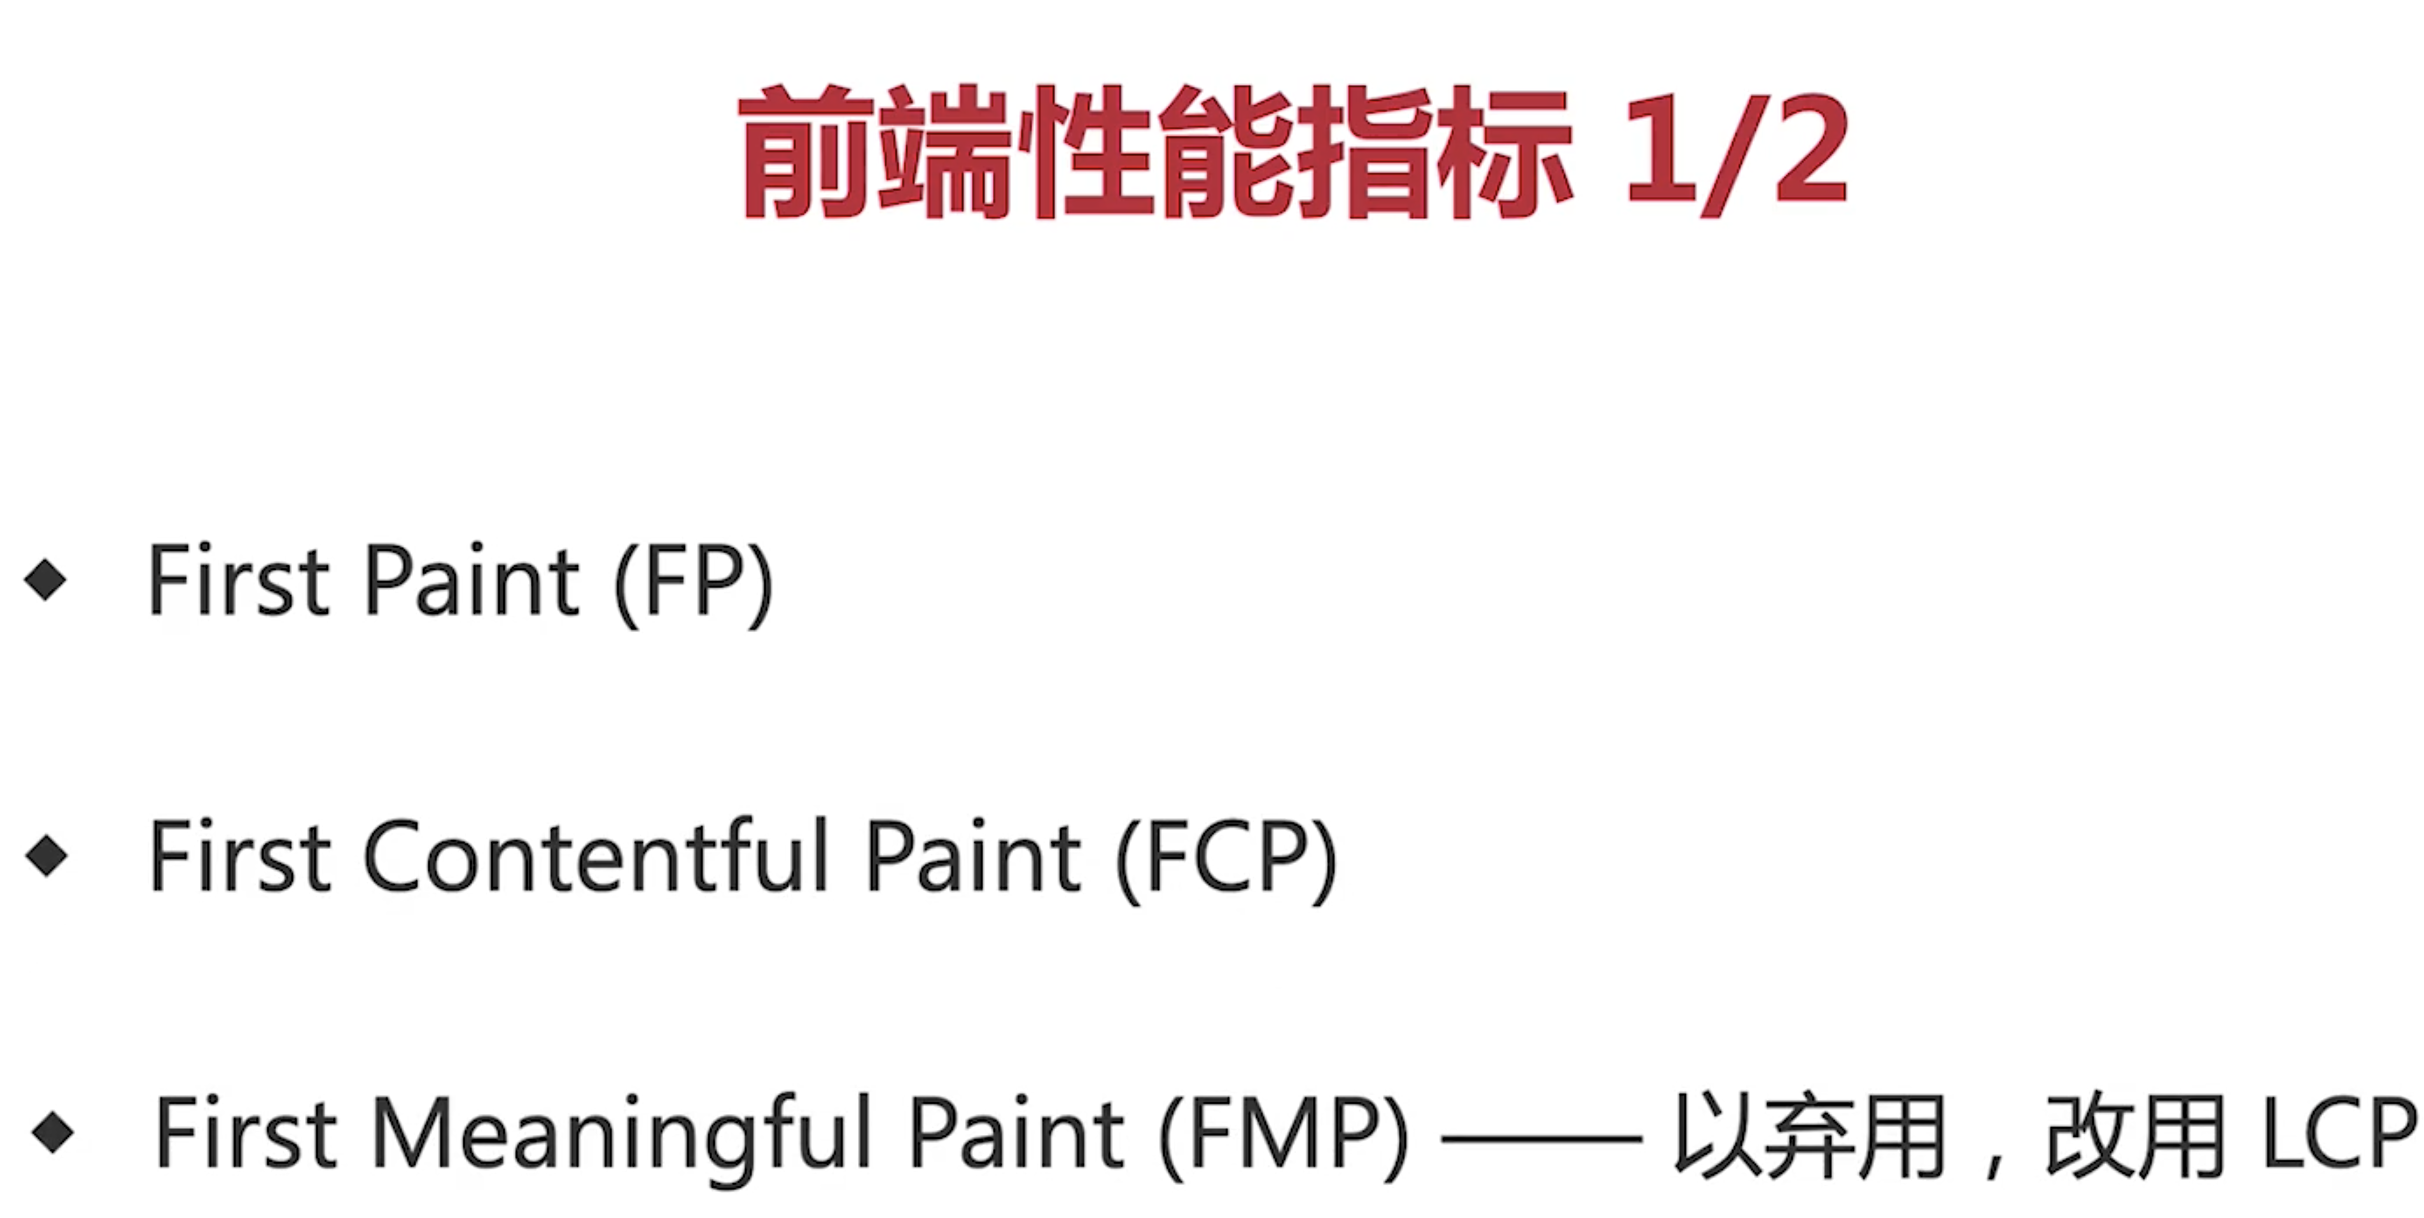 前端性能指标 1/2
First Paint (FP)
First Contentful Paint (FCP)
First Meaningful Paint (FMP) —— 以弃用，改用 LCP